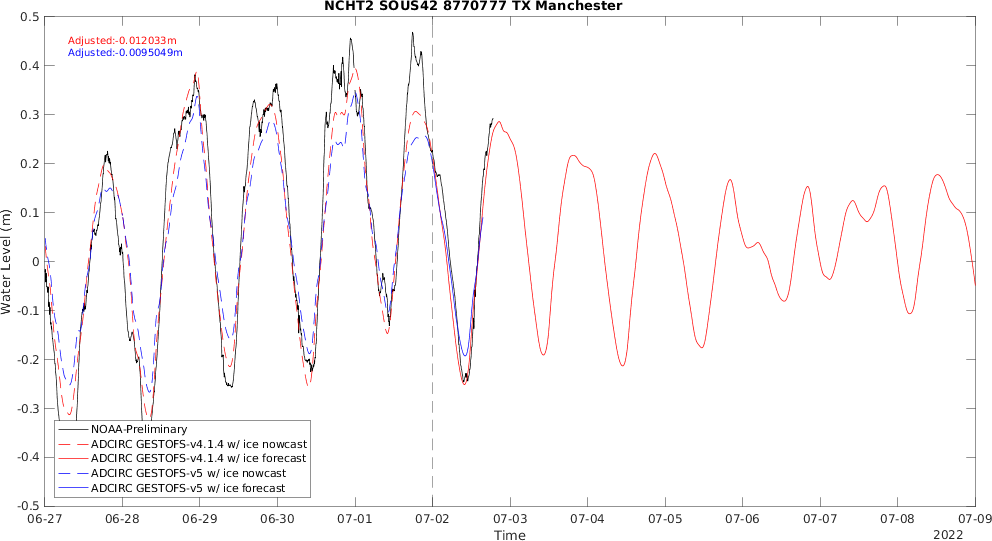 NCHT2 SOUS42 8770777 TX Manchester
Adjusted:-0.012033m
Adjusted:-0.0095049m
0.5
0.4
0.3
0.2
0.1
0
-0.1
-0.2
-0.3
-0.4
-0.5
Water Level (m)
NOAA-Preliminary
ADCIRC GESTOFS-v4.1.4 w/ ice nowcast
ADCIRC GESTOFS-v4.1.4 w/ ice forecast
ADCIRC GESTOFS-v5 w/ ice nowcast
ADCIRC GESTOFS-v5 w/ ice forecast
06-27 06-28 06-29 06-30 07-01 07-02 07-03 07-04 07-05 07-06 07-07 07-08 07-09
Time
2022